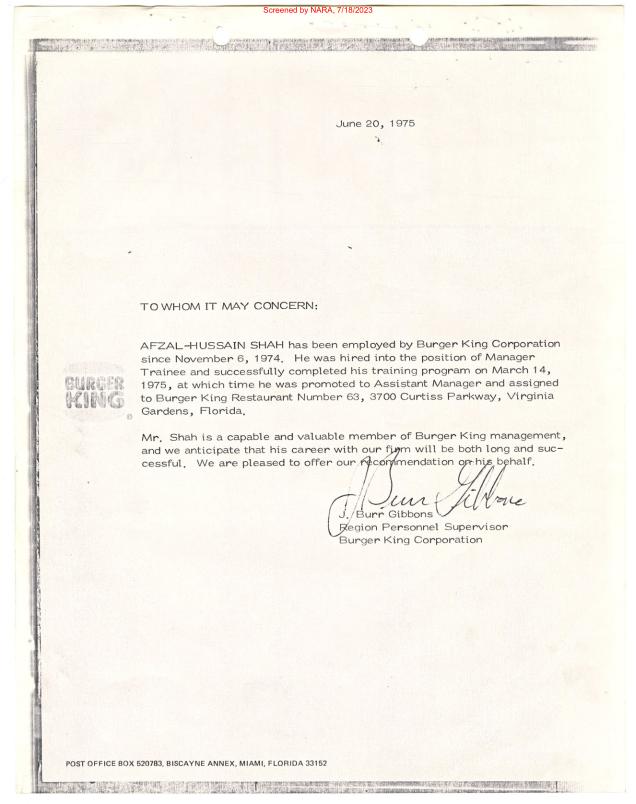 Screened by NARA, 7/18/2023
June 20, 1975
TO WHOM IT MAY CONCERN:
AFZAL-HUSSAIN SHAH has been employed by Burger King Corporation
since November 6, 1974. He was hired into the position of Manager
Trainee and successfully completed his training program on March 14,
1975, at which time he was promoted to Assistant Manager and assigned
to Burger King Restaurant Number 63, 3700 Curtiss Parkway, Virginia
Gardens, Florida.
BURGER
KING
®
Mr. Shah is a capable and valuable member of Burger King management,
and we anticipate that his career with our firm will be both long and suc-
cessful. We are pleased to offer our recommendation on his behalf.
J Burr Gibbons
J. Burr Gibbons
Region Personnel Supervisor
Burger King Corporation
POST OFFICE BOX 520783, BISCAYNE ANNEX, MIAMI, FLORIDA 33152